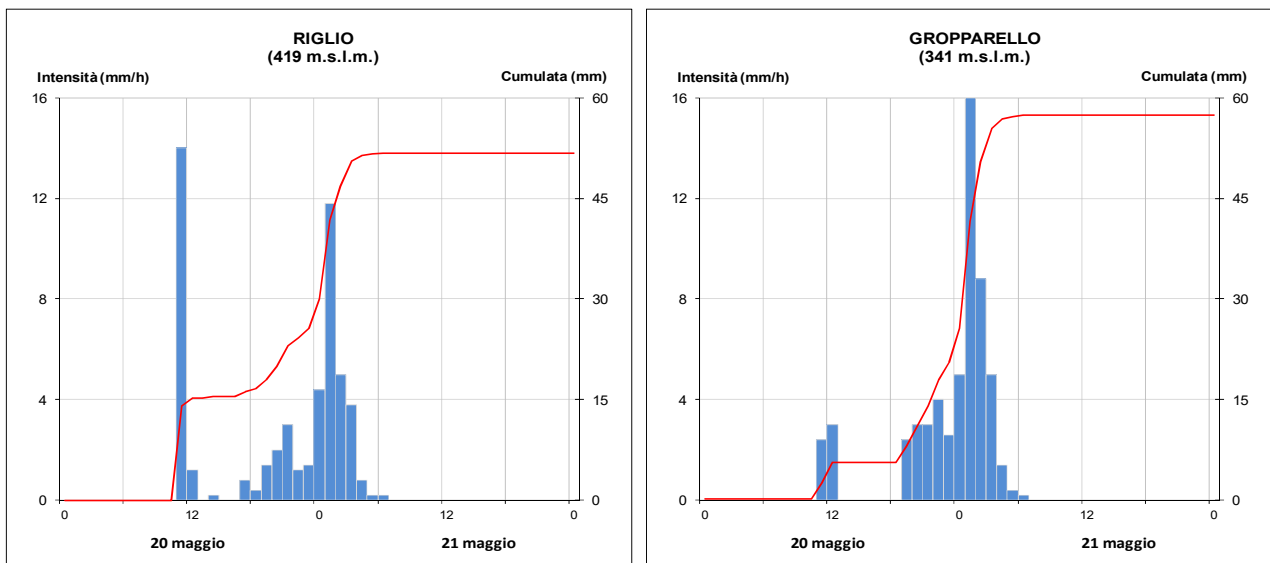 RIGLIO
(419 m.s.l.m.)
Intensità (mm/h) Cumulata (mm)
16 60
12 45
8 30
4 15
0 0
0 12 0 12 0
20 maggio 21 maggio
GROPPARELLO
(341 m.s.l.m.)
Intensità (mm/h) Cumulata (mm)
16 60
12 45
8 30
4 15
0 0
0 12 0 12 0
20 maggio 21 maggio